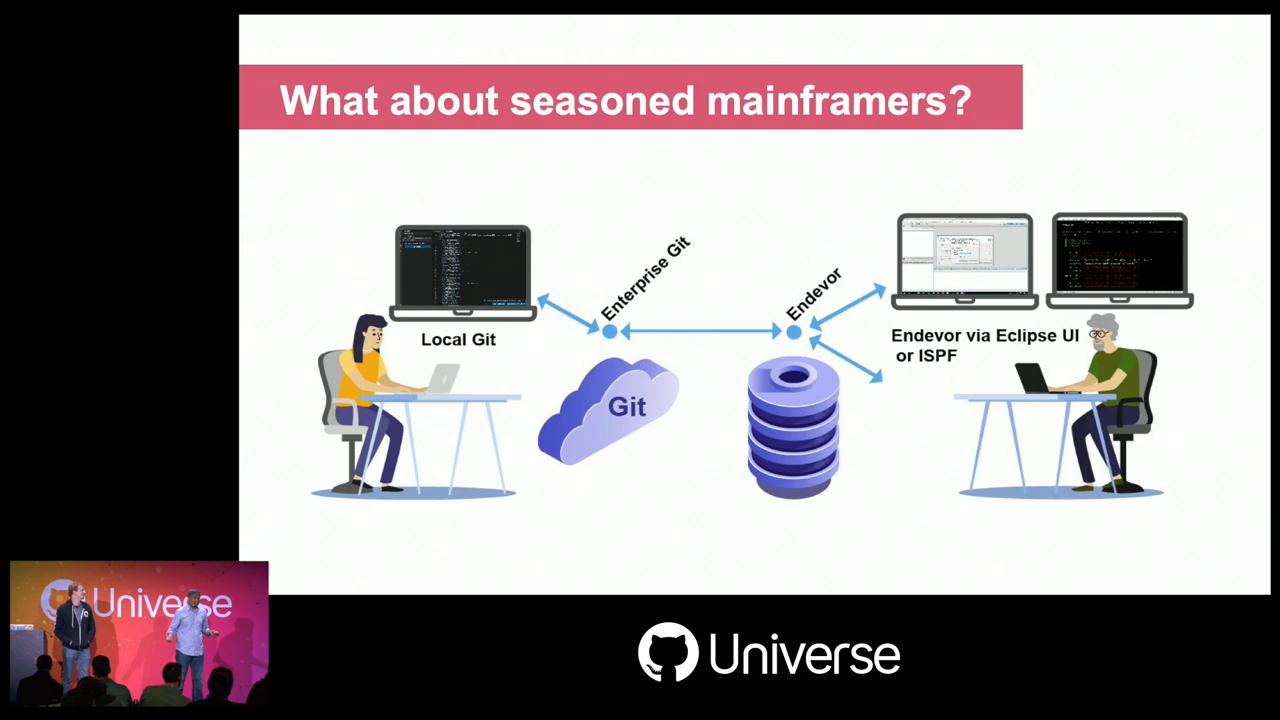 What about seasoned mainframers?
Enterprise Git
Endevor
Local Git
Endevor via Eclipse UI
or ISPF
Git
Universe
Universe